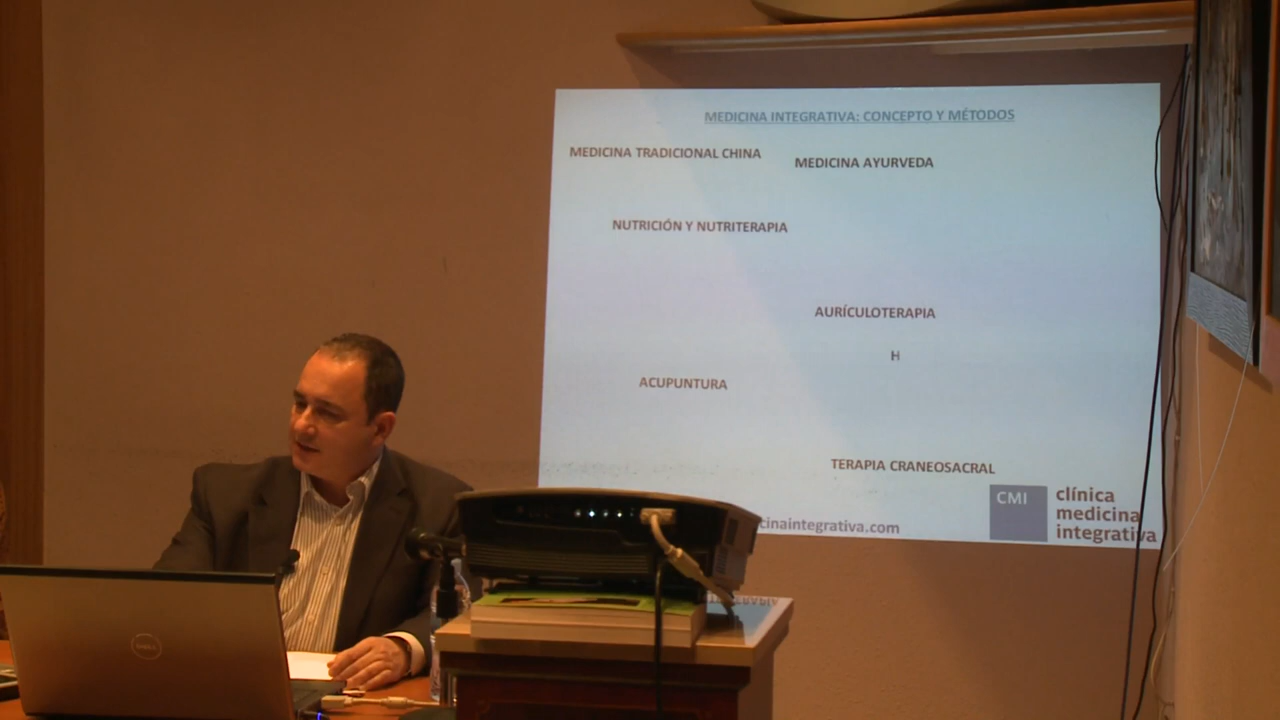 MEDICINA INTEGRATIVA: CONCEPTO Y MÉTODOS
MEDICINA TRADICIONAL CHINA
MEDICINA AYURVEDA
NUTRICIÓN Y NUTRITERAPIA
AURÍCULOTERAPIA
H
ACUPUNTURA
TERAPIA CRANEOSACRAL
cinaintegrativa.com
CMI
clínica
medicina
integrativa
DELL